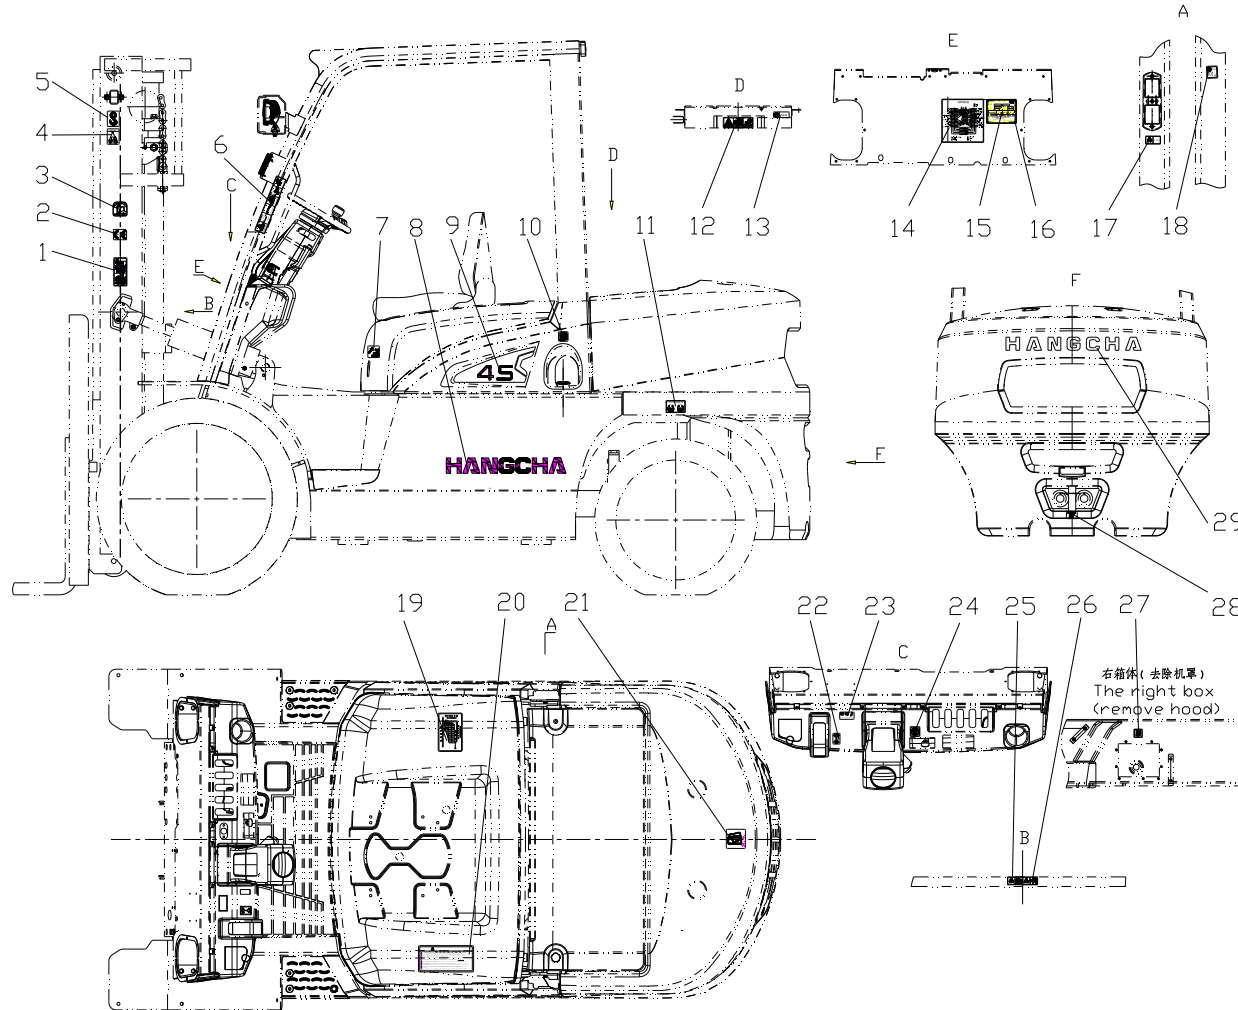 A
E
D
5
4
6
C
D
3
2
1
7
8
9
10
11
12
13
14
15
16
17
18
E
B
F
HANGCHA
4S
F
HANGCHA
29
28
19
20
21
A
22
23
24
25
26
27
C
右箱体(去除机罩)
The right box
(remove hood)
B